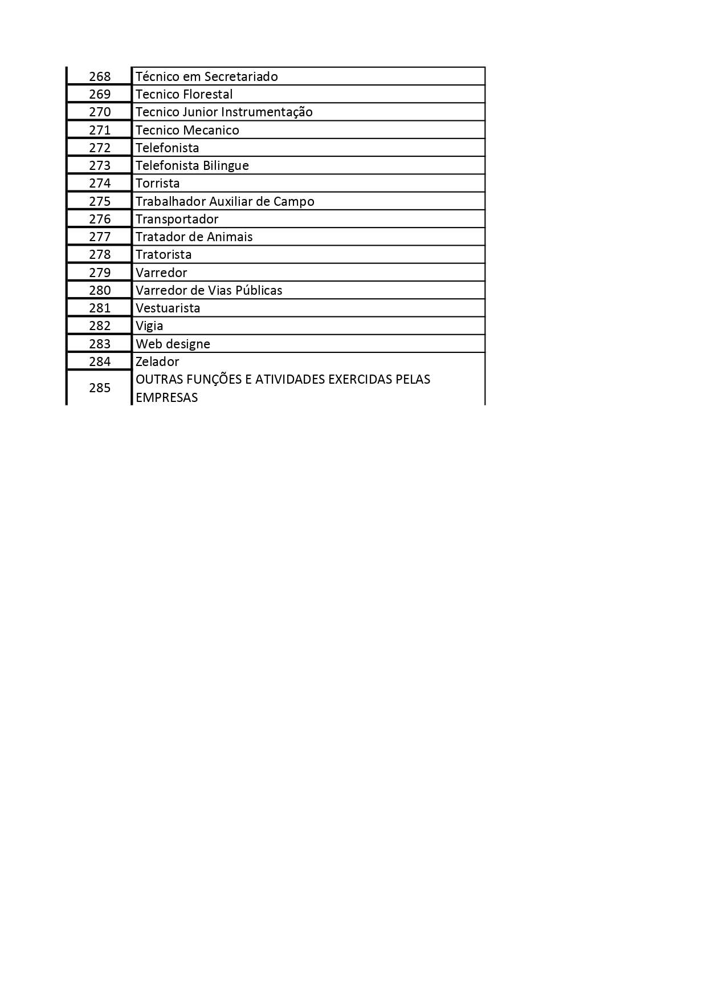 268 Técnico em Secretariado
269 Tecnico Florestal
270 Tecnico Junior Instrumentação
271 Tecnico Mecanico
272 Telefonista
273 Telefonista Bilingue
274 Torrista
275 Trabalhador Auxiliar de Campo
276 Transportador
277 Tratador de Animais
278 Tratorista
279 Varredor
280 Varredor de Vias Públicas
281 Vestuarista
282 Vigia
283 Web designe
284 Zelador
285 OUTRAS FUNÇÕES E ATIVIDADES EXERCIDAS PELAS
EMPRESAS